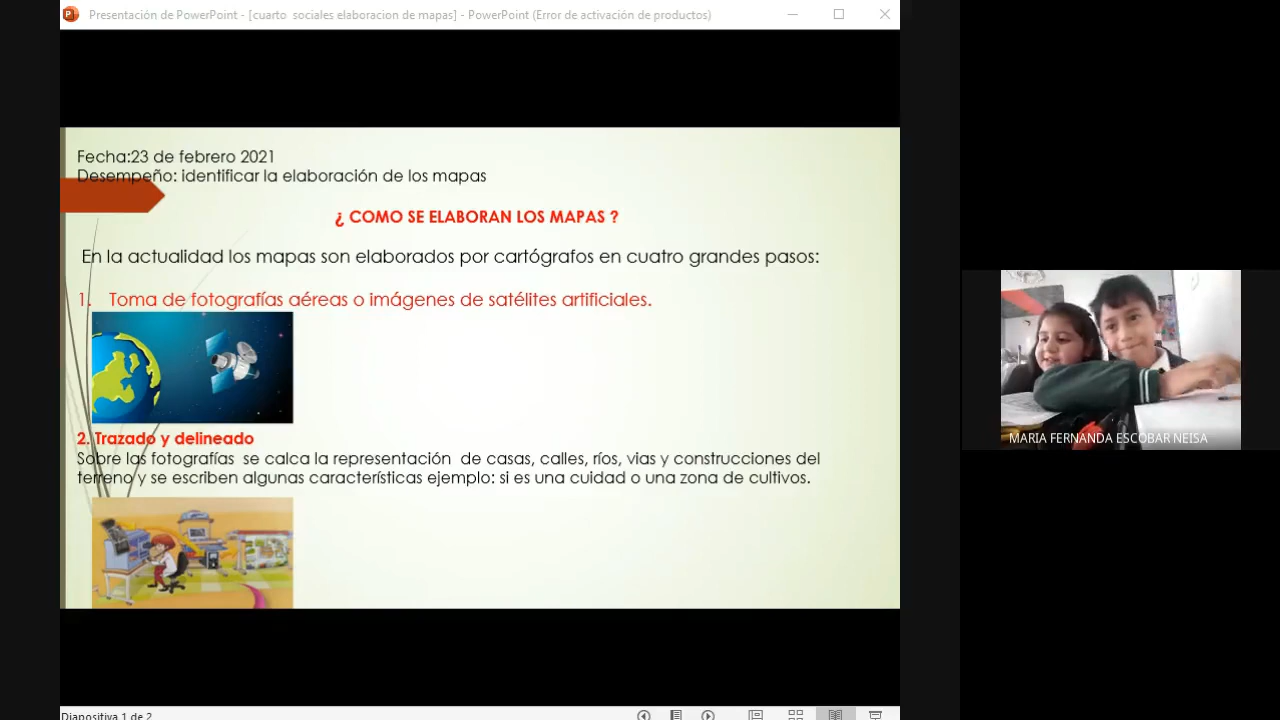 Presentación de PowerPoint - [cuarto sociales elaboracion de mapas] - PowerPoint (Error de activación de productos)
Fecha:23 de febrero 2021
Desempeño: identificar la elaboración de los mapas
¿ COMO SE ELABORAN LOS MAPAS ?
En la actualidad los mapas son elaborados por cartógrafos en cuatro grandes pasos:
1. Toma de fotografías aéreas o imágenes de satélites artificiales.
2. Trazado y delineado
Sobre las fotografías se calca la representación de casas, calles, ríos, vias y construcciones del
terreno y se escriben algunas características ejemplo: si es una cuidad o una zona de cultivos.
MARIA FERNANDA ESCOBAR NEISA
Diapositiva 1 de 2